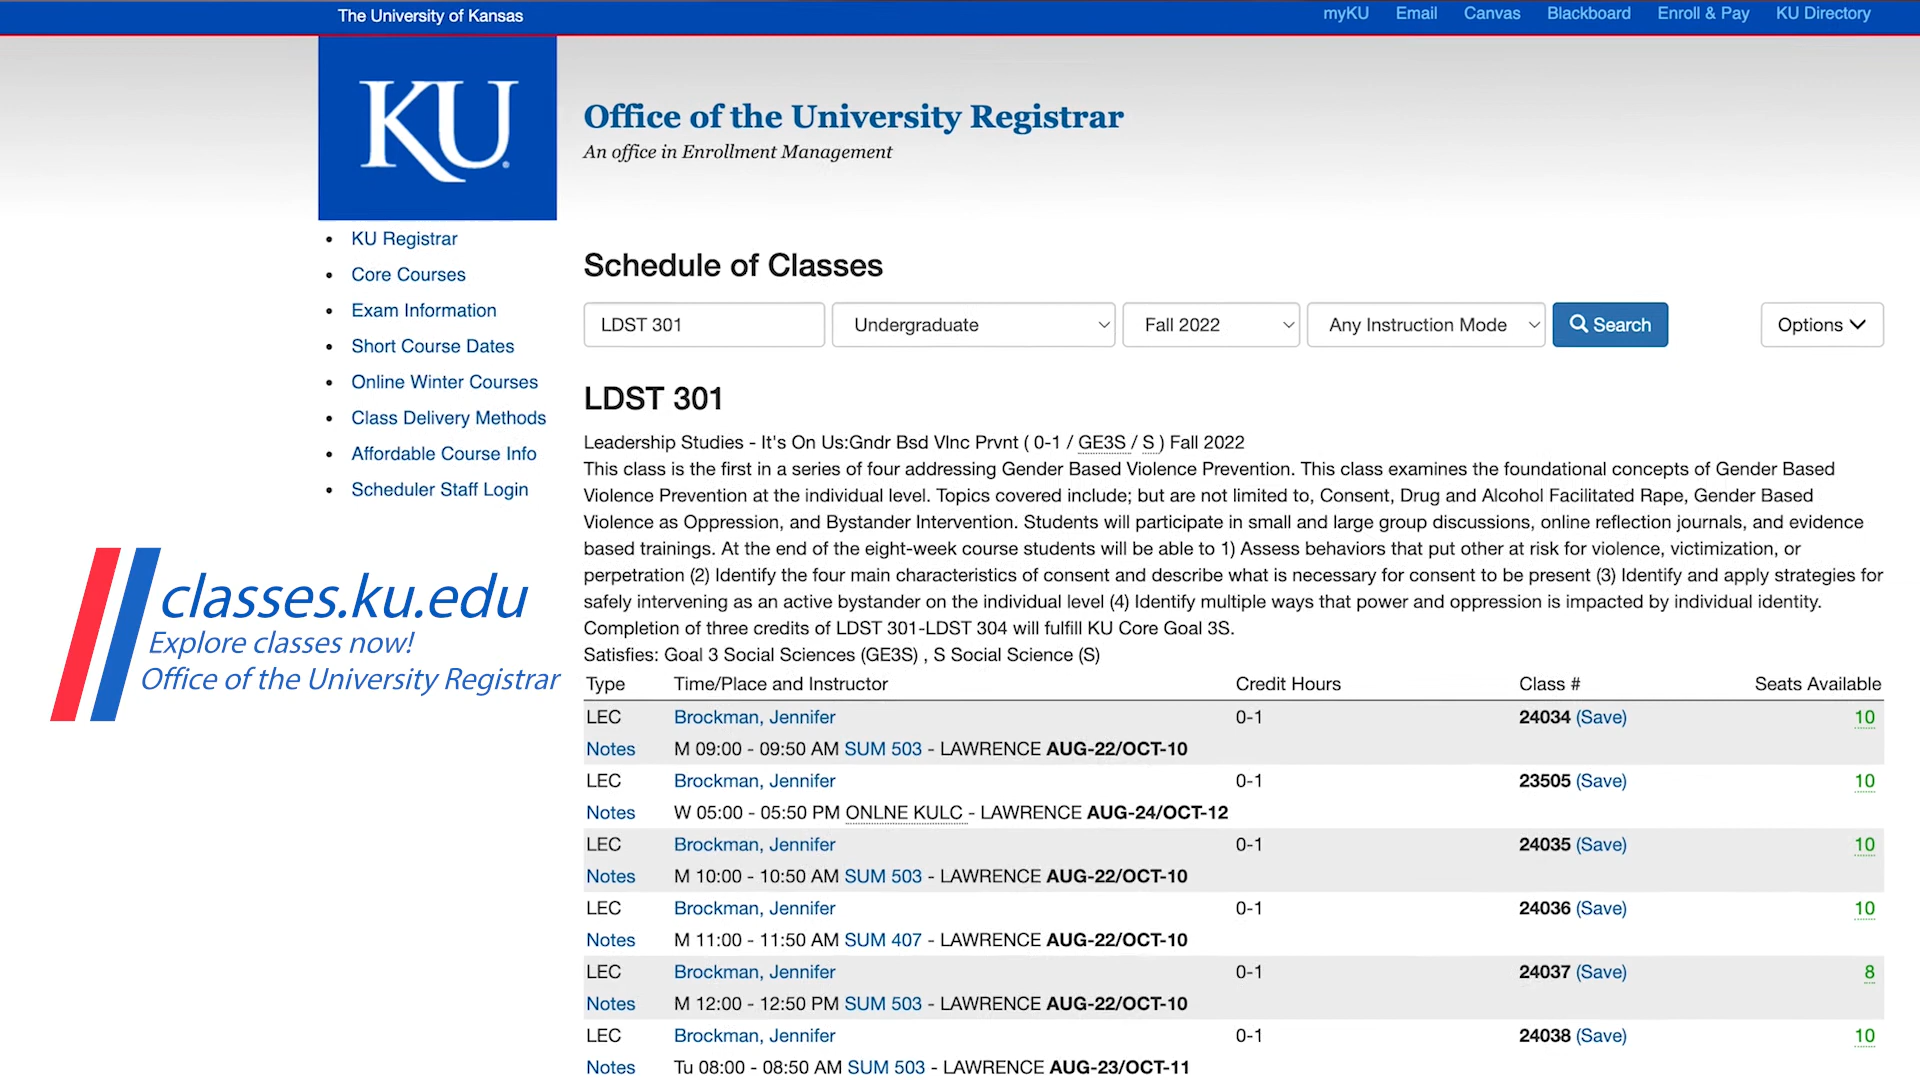 The University of Kansas
myKU Email Canvas Blackboard Enroll & Pay KU Directory
KU
Office of the University Registrar
An office in Enrollment Management
KU Registrar
Core Courses
Exam Information
Short Course Dates
Online Winter Courses
Class Delivery Methods
Affordable Course Info
Scheduler Staff Login
classes.ku.edu
Explore classes now!
Office of the University Registrar
Schedule of Classes
LDST 301 Undergraduate Fall 2022 Any Instruction Mode Search Options
LDST 301
Leadership Studies - It's On Us:Gndr Bsd Vlnc Prvnt ( 0-1 / GE3S / S ) Fall 2022
This class is the first in a series of four addressing Gender Based Violence Prevention. This class examines the foundational concepts of Gender Based
Violence Prevention at the individual level. Topics covered include; but are not limited to, Consent, Drug and Alcohol Facilitated Rape, Gender Based
Violence as Oppression, and Bystander Intervention. Students will participate in small and large group discussions, online reflection journals, and evidence
based trainings. At the end of the eight-week course students will be able to 1) Assess behaviors that put other at risk for violence, victimization, or
perpetration (2) Identify the four main characteristics of consent and describe what is necessary for consent to be present (3) Identify and apply strategies for
safely intervening as an active bystander on the individual level (4) Identify multiple ways that power and oppression is impacted by individual identity.
Completion of three credits of LDST 301-LDST 304 will fulfill KU Core Goal 3S.
Satisfies: Goal 3 Social Sciences (GE3S) , S Social Science (S)
Type Time/Place and Instructor Credit Hours Class # Seats Available
LEC Brockman, Jennifer 0-1 24034 (Save) 10
Notes M 09:00 - 09:50 AM SUM 503 - LAWRENCE AUG-22/OCT-10
LEC Brockman, Jennifer 0-1 23505 (Save) 10
Notes W 05:00 - 05:50 PM ONLNE KULC - LAWRENCE AUG-24/OCT-12
LEC Brockman, Jennifer 0-1 24035 (Save) 10
Notes M 10:00 - 10:50 AM SUM 503 - LAWRENCE AUG-22/OCT-10
LEC Brockman, Jennifer 0-1 24036 (Save) 10
Notes M 11:00 - 11:50 AM SUM 407 - LAWRENCE AUG-22/OCT-10
LEC Brockman, Jennifer 0-1 24037 (Save) 8
Notes M 12:00 - 12:50 PM SUM 503 - LAWRENCE AUG-22/OCT-10
LEC Brockman, Jennifer 0-1 24038 (Save) 10
Notes Tu 08:00 - 08:50 AM SUM 503 - LAWRENCE AUG-23/OCT-11